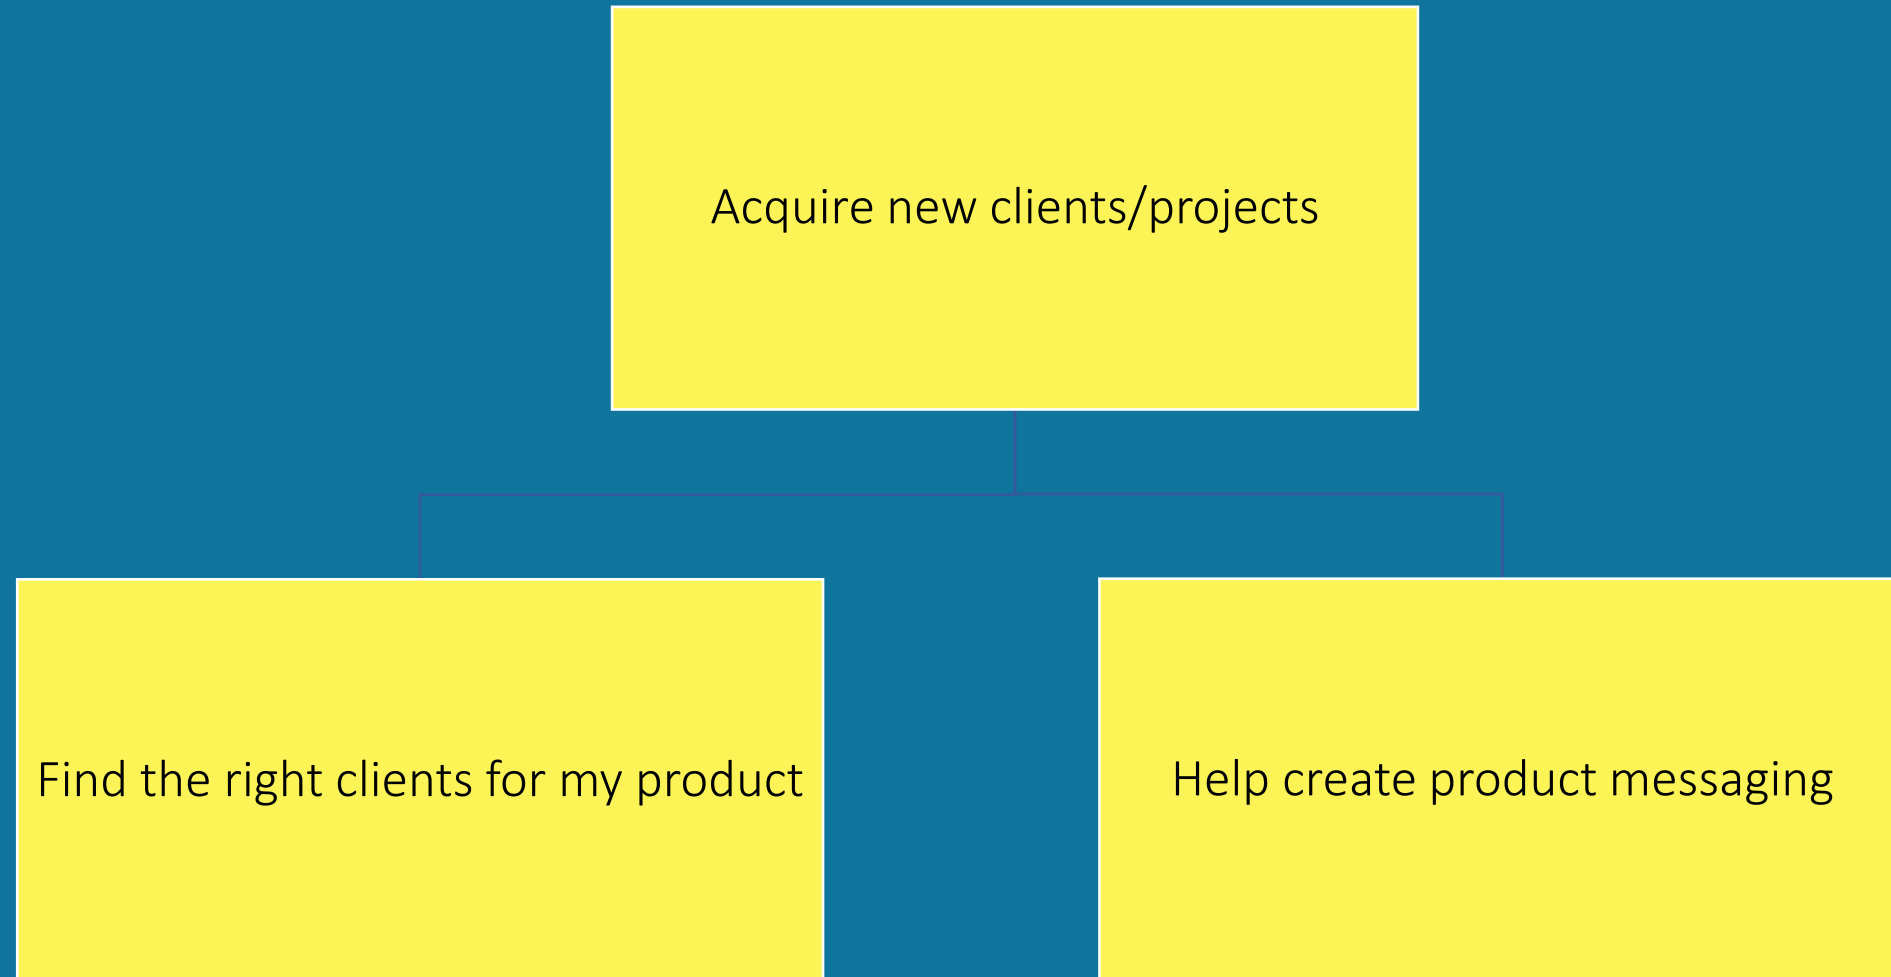 Acquire new clients/projects
Find the right clients for my product
Help create product messaging